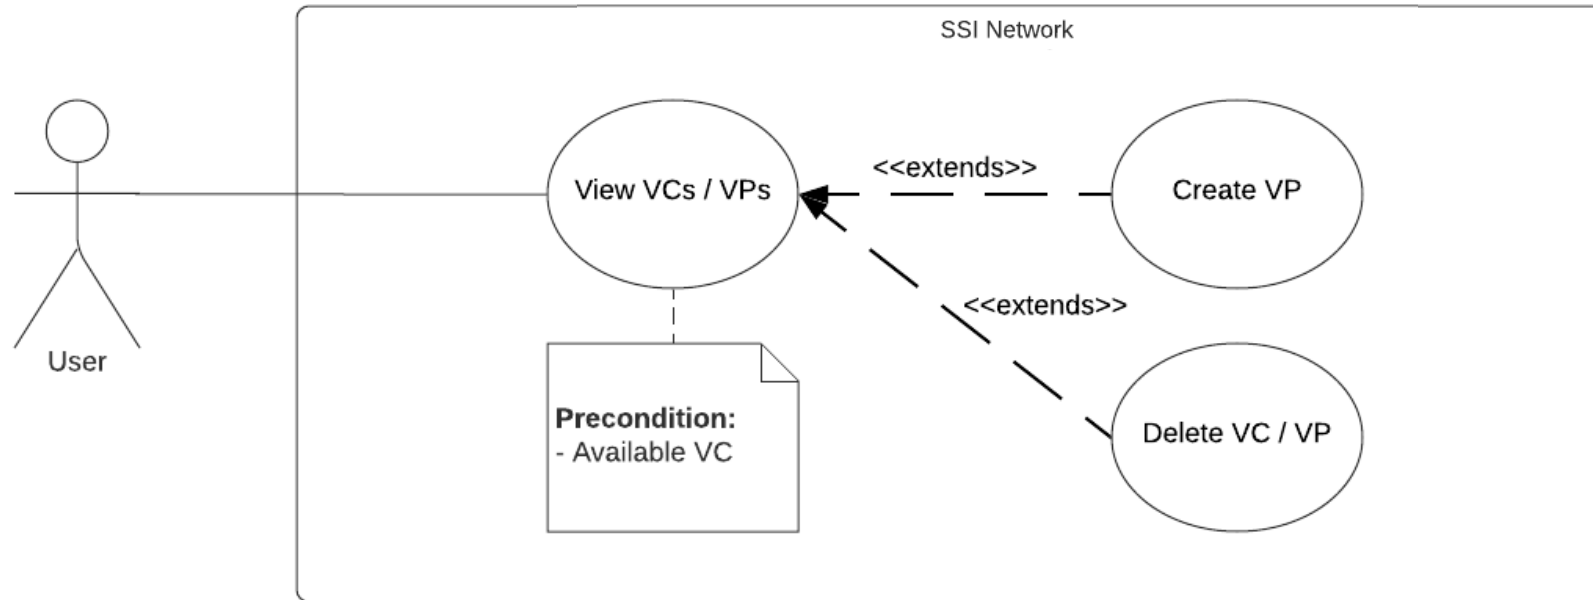 SSI Network
View VCs / VPs
<<extends>>
Create VP
<<extends>>
User
Precondition:
- Available VC
Delete VC / VP